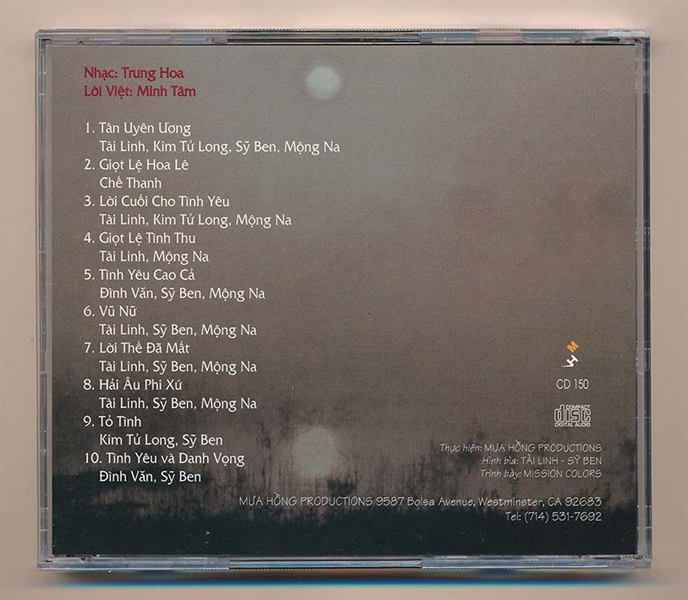 Nhạc: Trung Hoa
Lời Việt: Minh Tâm
1. Tân Uyên Ương
Tài Linh, Kim Tử Long, Sỹ Ben, Mộng Na
2. Giọt Lệ Hoa Lê
Chế Thanh
3. Lời Cuối Cho Tình Yêu
Tài Linh, Kim Tử Long, Mộng Na
4. Giọt Lệ Tình Thu
Tài Linh, Mộng Na
5. Tình Yêu Cao Cả
Đình Văn, Sỹ Ben, Mộng Na
6. Vũ Nữ
Tài Linh, Sỹ Ben, Mộng Na
7. Lời Thề Đã Mất
Tài Linh, Sỹ Ben, Mộng Na
8. Hải Âu Phi Xứ
Tài Linh, Sỹ Ben, Mộng Na
9. Tỏ Tình
Kim Tử Long, Sỹ Ben
10. Tình Yêu và Danh Vọng
Đình Văn, Sỹ Ben
M
H
CD 150
COMPACT
disc
DIGITAL AUDIO
Thực hiện: MƯA HỒNG PRODUCTIONS
Hình bìa: TÀI LINH - SỸ BEN
Trình bày: MISSION COLORS
MƯA HỒNG PRODUCTIONS 9587 Bolsa Avenue, Westminster, CA 92683
Tel: (714) 531-7692